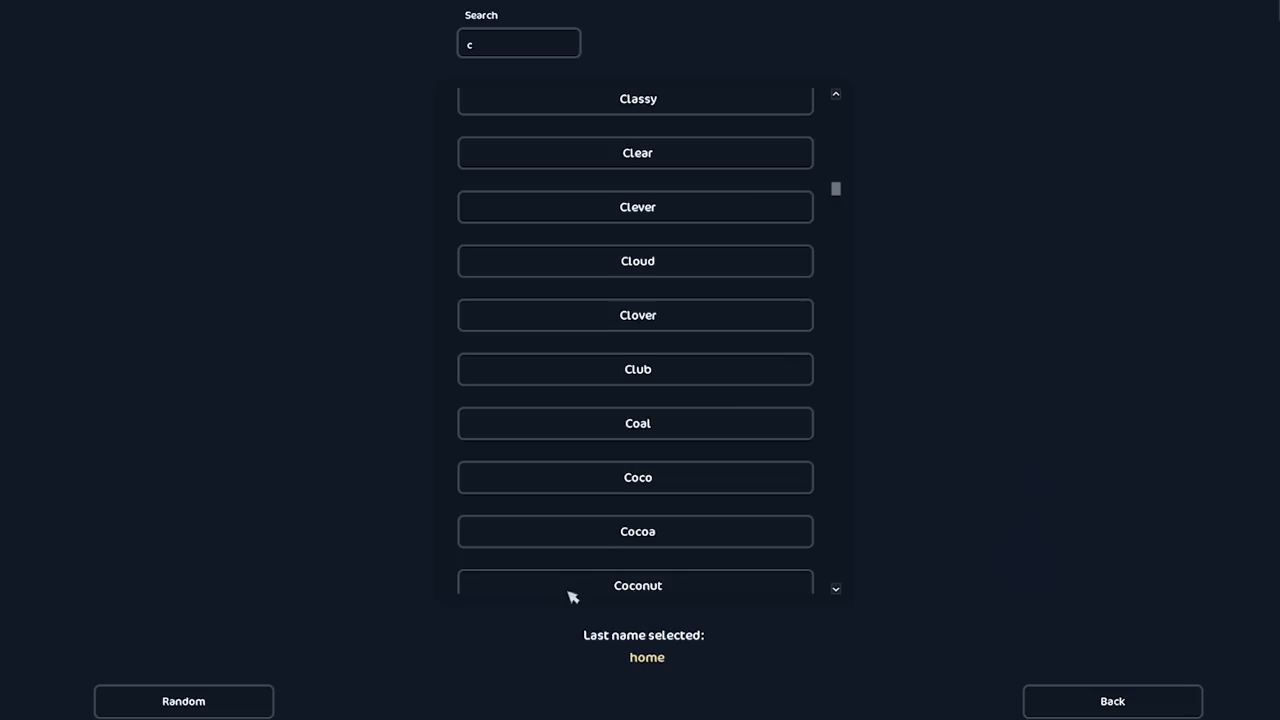 Search
c
Classy
Clear
Clever
Cloud
Clover
Club
Coal
Coco
Cocoa
Coconut
Last name selected:
home
Random
Back